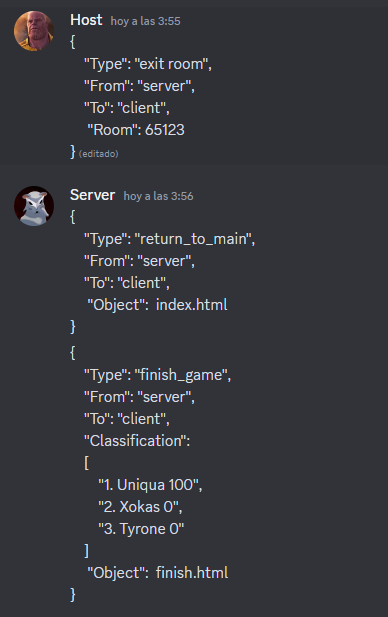 Host hoy a las 3:55
{
"Type": "exit room",
"From": "server",
"To": "client",
"Room": 65123
} (editado)
Server hoy a las 3:56
{
"Type": "return_to_main",
"From": "server",
"To": "client",
"Object":  index.html
}
{
"Type": "finish_game",
"From": "server",
"To": "client",
"Classification":
[
"1. Uniqua 100",
"2. Xokas 0",
"3. Tyrone 0"
]
"Object":  finish.html
}